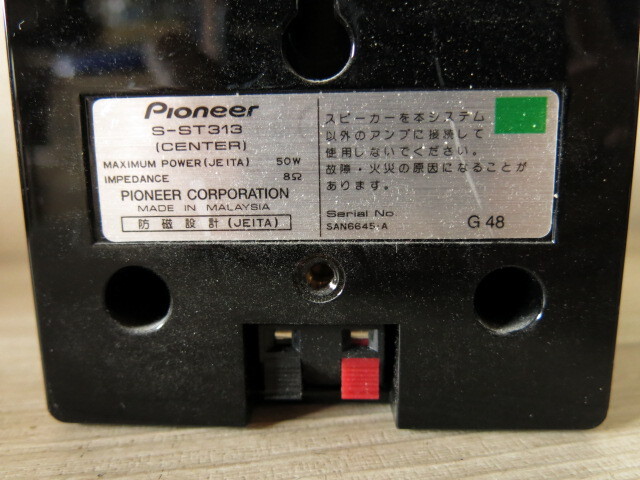 Pioneer
S-ST313
(CENTER)
MAXIMUM POWER (JEITA) 50W
IMPEDANCE 8Ω
PIONEER CORPORATION
MADE IN MALAYSIA
防磁設計 (JEITA)
スピーカーを本システム
以外のアンプに接続して
使用しないでください。
故障・火災の原因になることが
あります。
Serial No
SAN6645-A
G 48